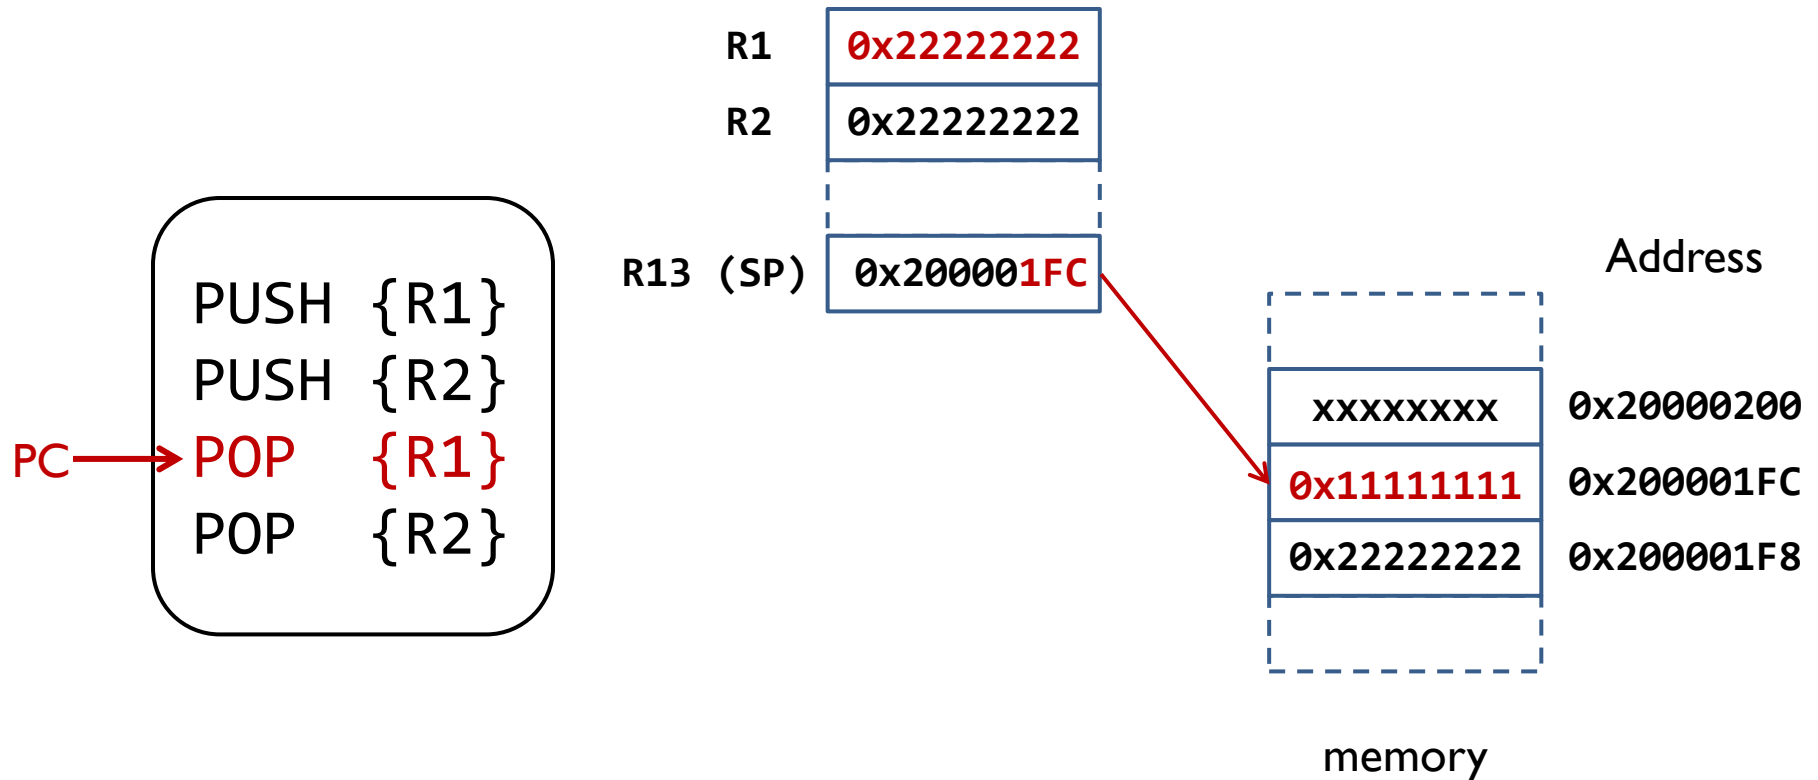 R1 0x22222222
R2 0x22222222
R13 (SP) 0x200001FC
PUSH {R1}
PUSH {R2}
PC POP {R1}
POP {R2}
Address
xxxxxxxx 0x20000200
0x11111111 0x200001FC
0x22222222 0x200001F8
memory